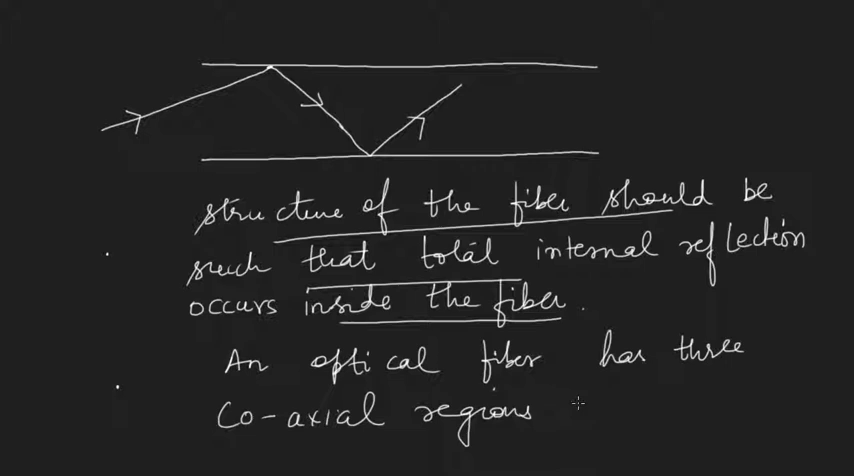 structure of the fiber should be
such that total internal reflection
occurs inside the fiber.
An optical fiber has three
Co-axial regions